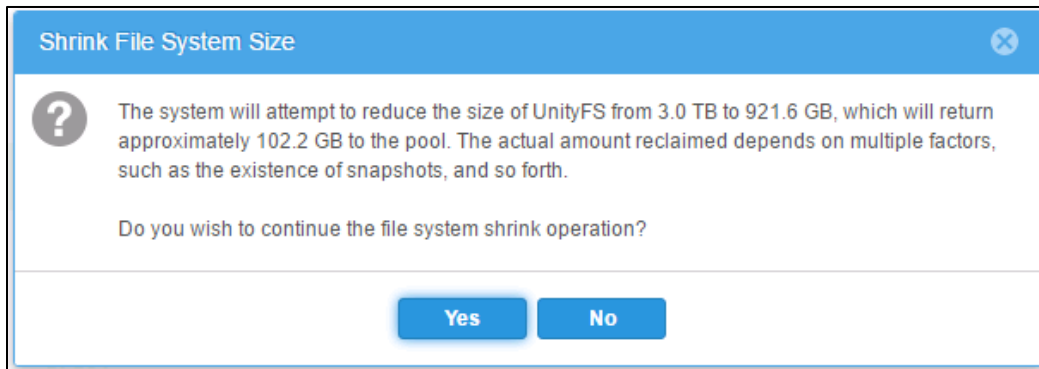 Shrink File System Size
The system will attempt to reduce the size of UnityFS from 3.0 TB to 921.6 GB, which will return
approximately 102.2 GB to the pool. The actual amount reclaimed depends on multiple factors,
such as the existence of snapshots, and so forth.
Do you wish to continue the file system shrink operation?
Yes No